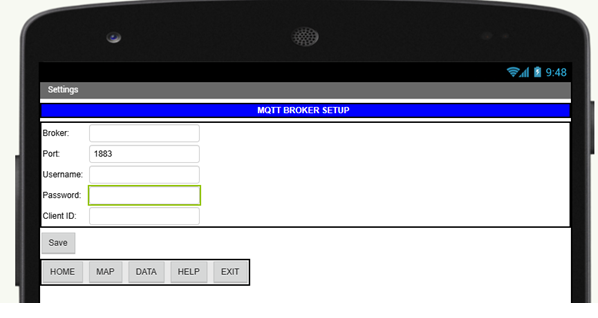 9:48
Settings
MQTT BROKER SETUP
Broker:
Port: 1883
Username:
Password:
Client ID:
Save
HOME MAP DATA HELP EXIT